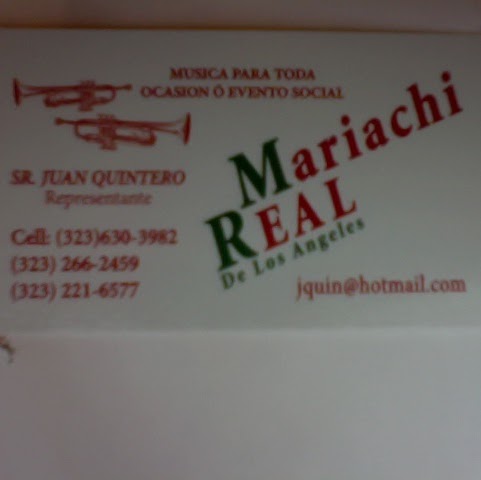 MUSICA PARA TODA
OCASION Ó EVENTO SOCIAL
Mariachi
REAL
De Los Angeles
SR. JUAN QUINTERO
Representante
Cell: (323)630-3982
(323) 266-2459
(323) 221-6577
jquin@hotmail.com